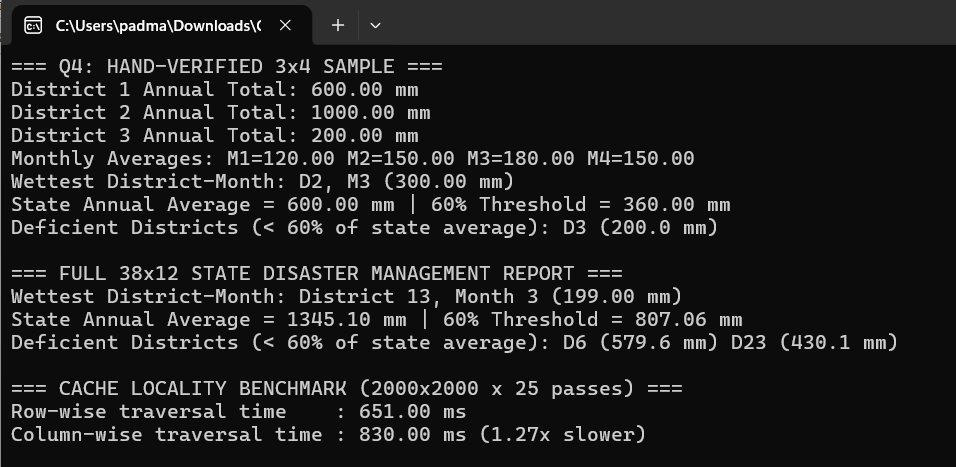 C:\Users\padma\Downloads\C
=== Q4: HAND-VERIFIED 3x4 SAMPLE ===
District 1 Annual Total: 600.00 mm
District 2 Annual Total: 1000.00 mm
District 3 Annual Total: 200.00 mm
Monthly Averages: M1=120.00 M2=150.00 M3=180.00 M4=150.00
Wettest District-Month: D2, M3 (300.00 mm)
State Annual Average = 600.00 mm | 60% Threshold = 360.00 mm
Deficient Districts (< 60% of state average): D3 (200.0 mm)
=== FULL 38x12 STATE DISASTER MANAGEMENT REPORT ===
Wettest District-Month: District 13, Month 3 (199.00 mm)
State Annual Average = 1345.10 mm | 60% Threshold = 807.06 mm
Deficient Districts (< 60% of state average): D6 (579.6 mm) D23 (430.1 mm)
=== CACHE LOCALITY BENCHMARK (2000x2000 x 25 passes) ===
Row-wise traversal time    : 651.00 ms
Column-wise traversal time : 830.00 ms (1.27x slower)